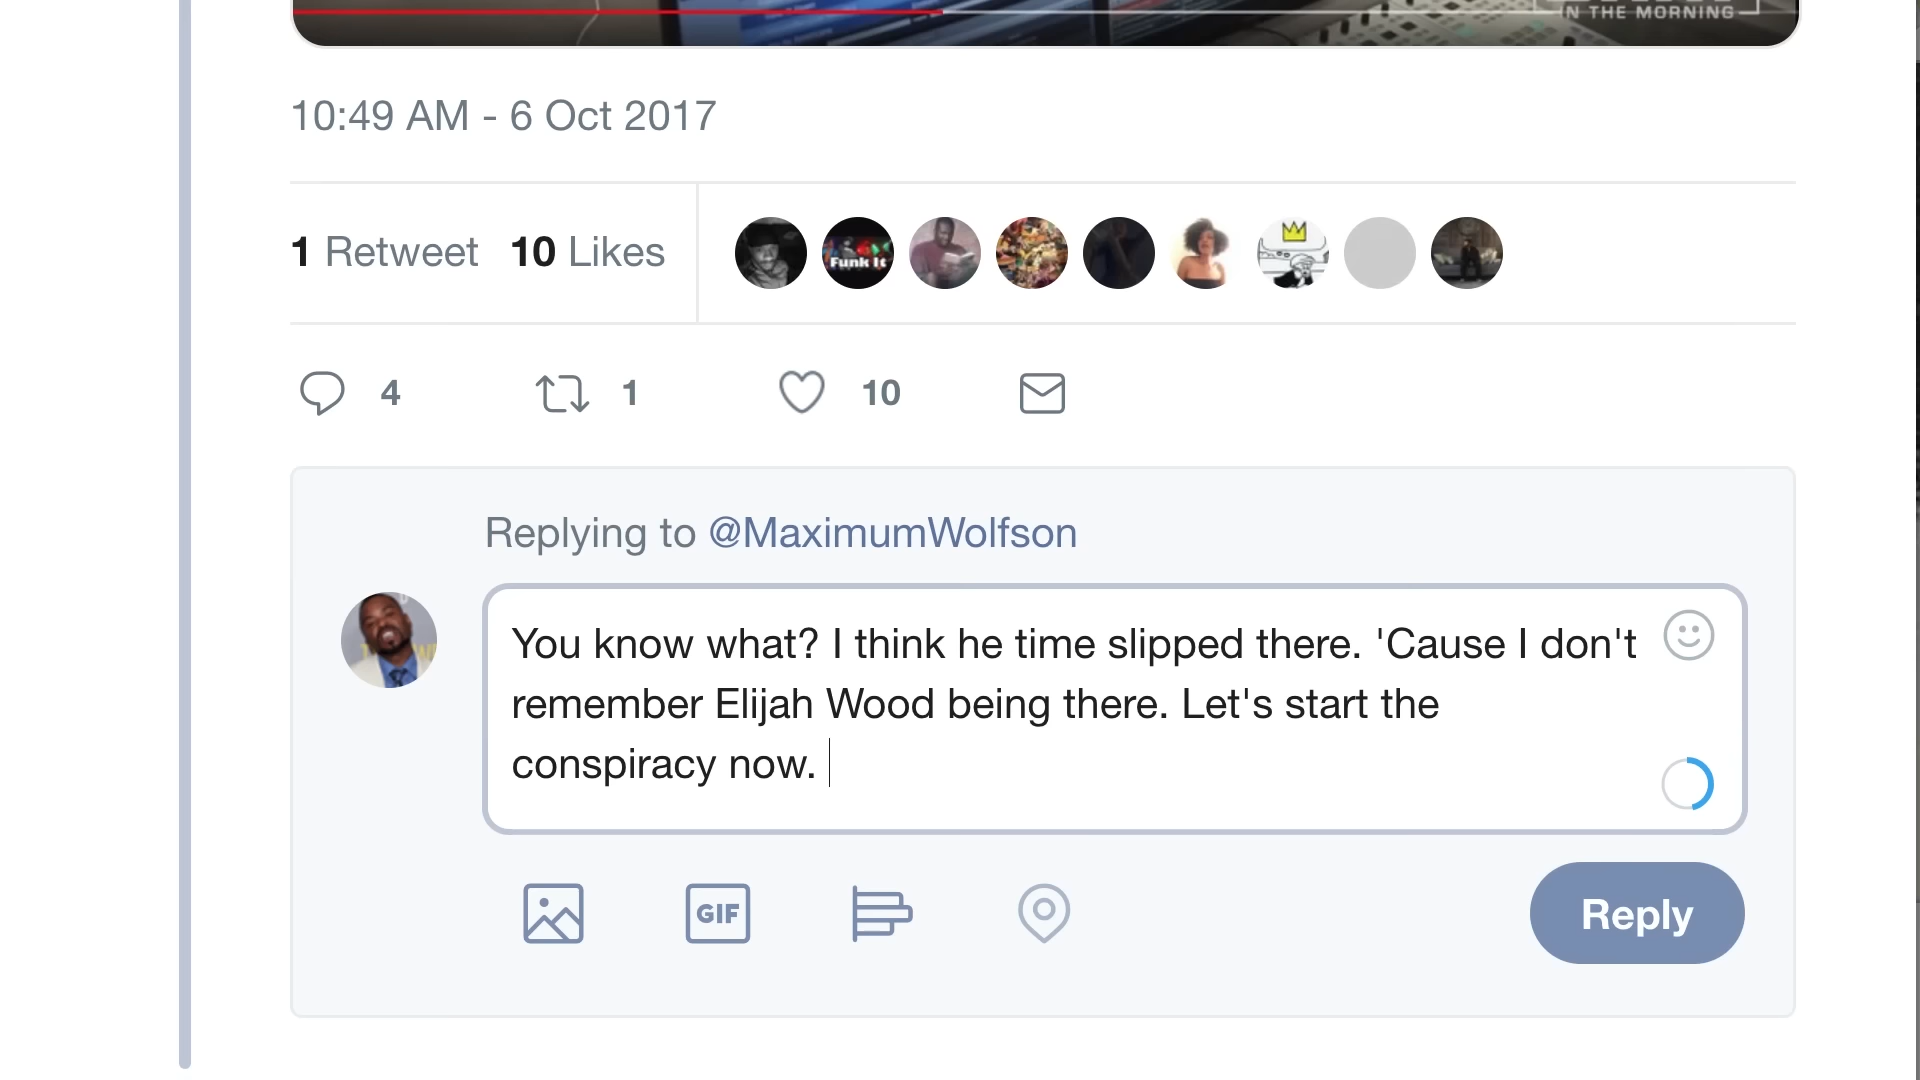 IN THE MORNING
10:49 AM - 6 Oct 2017
1 Retweet 10 Likes
Funk It
4 1 10
Replying to @MaximumWolfson
You know what? I think he time slipped there. 'Cause I don't
remember Elijah Wood being there. Let's start the
conspiracy now.
GIF
Reply